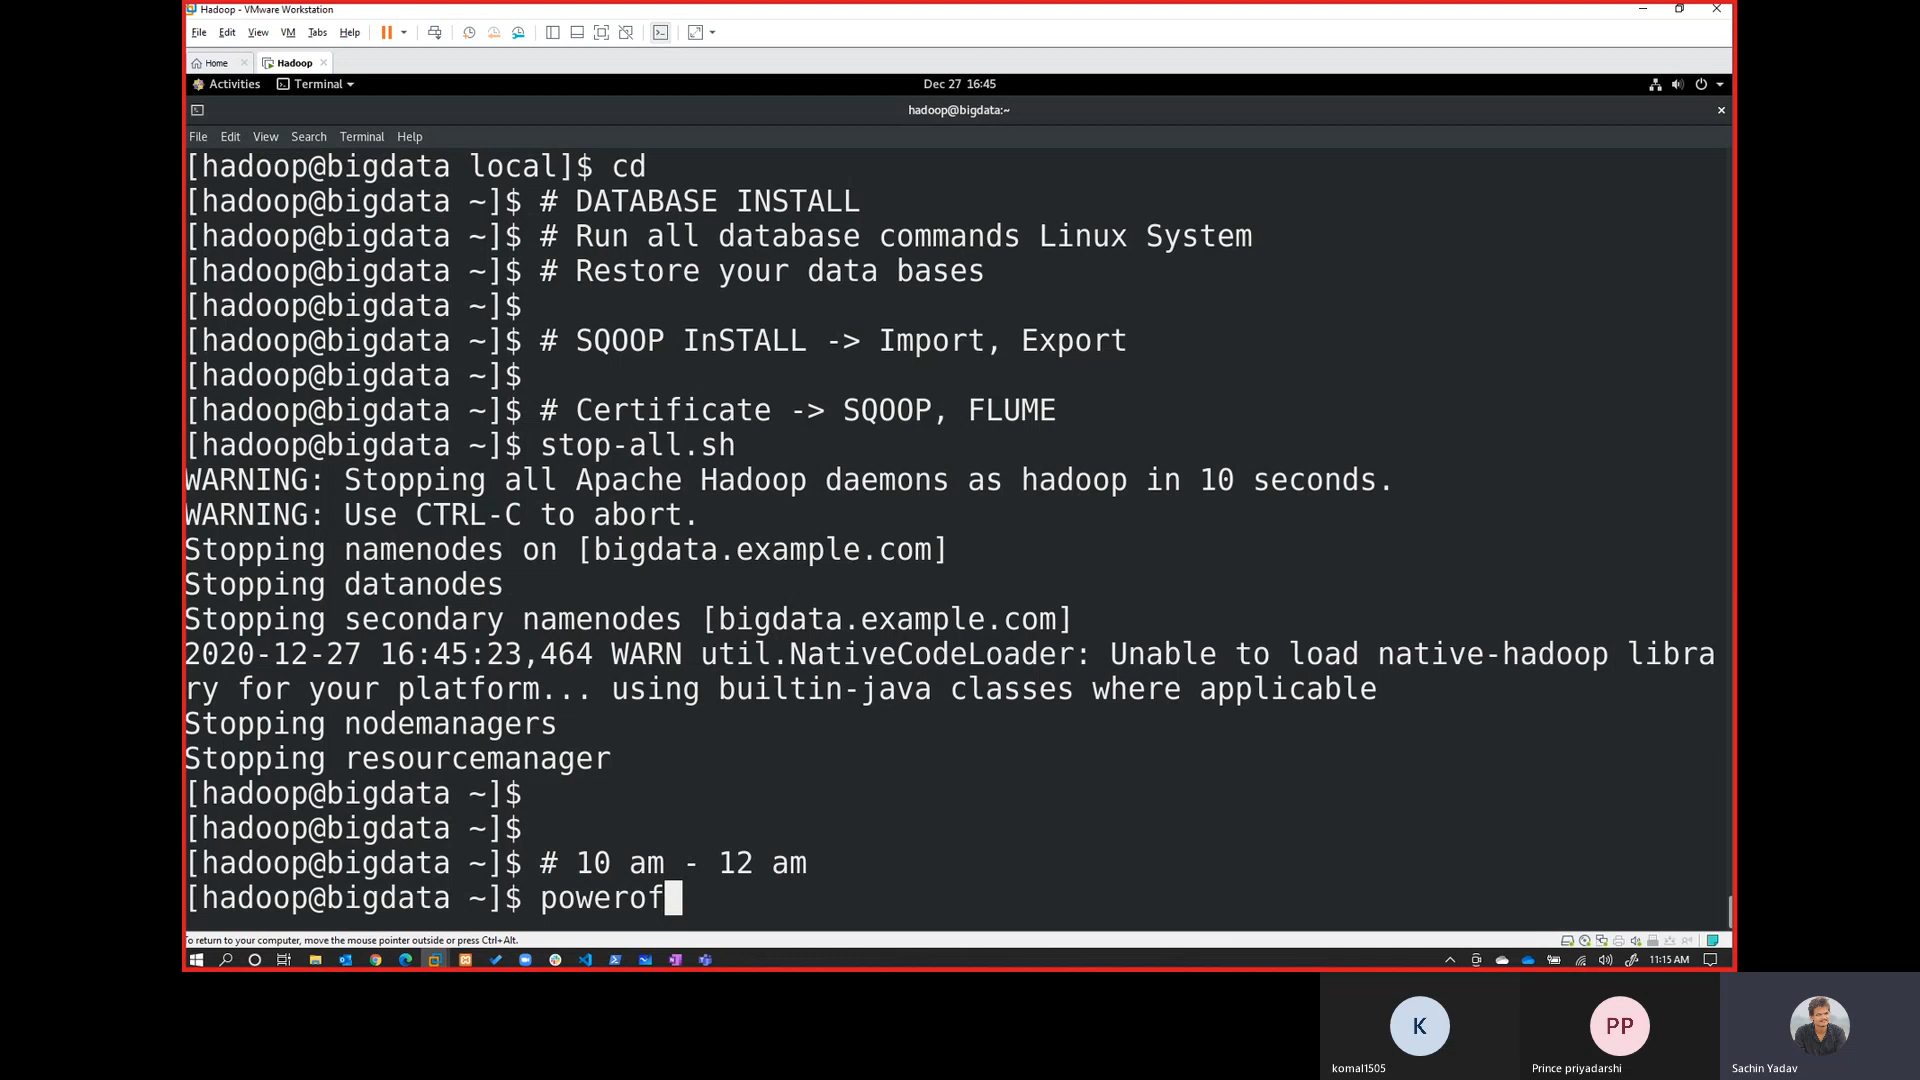 Hadoop - VMware Workstation
File Edit View VM Tabs Help
Home Hadoop
Activities Terminal Dec 27 16:45
hadoop@bigdata:~
File Edit View Search Terminal Help
[hadoop@bigdata local]$ cd
[hadoop@bigdata ~]$ # DATABASE INSTALL
[hadoop@bigdata ~]$ # Run all database commands Linux System
[hadoop@bigdata ~]$ # Restore your data bases
[hadoop@bigdata ~]$
[hadoop@bigdata ~]$ # SQOOP InSTALL -> Import, Export
[hadoop@bigdata ~]$
[hadoop@bigdata ~]$ # Certificate -> SQOOP, FLUME
[hadoop@bigdata ~]$ stop-all.sh
WARNING: Stopping all Apache Hadoop daemons as hadoop in 10 seconds.
WARNING: Use CTRL-C to abort.
Stopping namenodes on [bigdata.example.com]
Stopping datanodes
Stopping secondary namenodes [bigdata.example.com]
2020-12-27 16:45:23,464 WARN util.NativeCodeLoader: Unable to load native-hadoop libra
ry for your platform... using builtin-java classes where applicable
Stopping nodemanagers
Stopping resourcemanager
[hadoop@bigdata ~]$
[hadoop@bigdata ~]$
[hadoop@bigdata ~]$ # 10 am - 12 am
[hadoop@bigdata ~]$ powerof
To return to your computer, move the mouse pointer outside or press Ctrl+Alt.
11:15 AM
K PP
komal1505 Prince priyadarshi Sachin Yadav